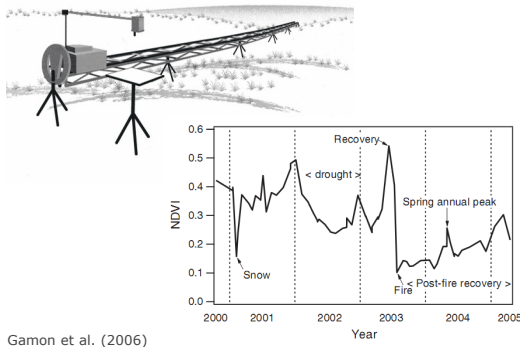 0.6
0.5
0.4
0.3
0.2
0.1
0.0
NDVI
Recovery
< drought >
Spring annual peak
Snow
Fire
< Post-fire recovery >
2000 2001 2002 2003 2004 2005
Year
Gamon et al. (2006)